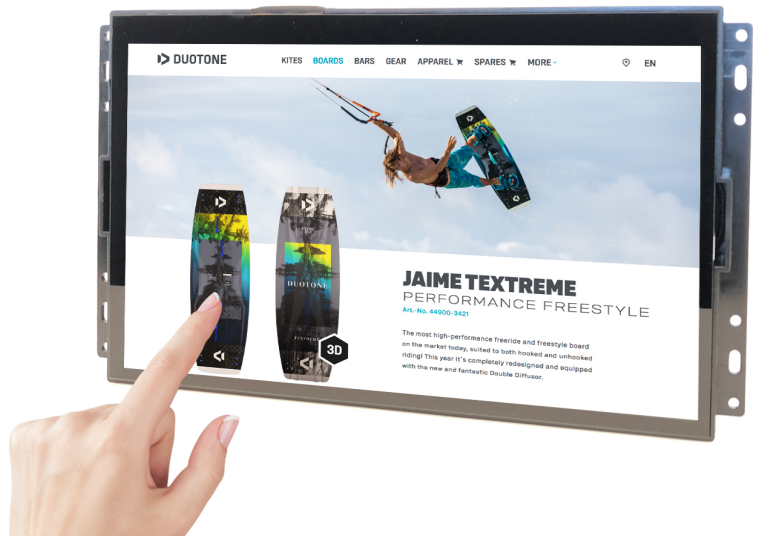 DUOTONE
KITES BOARDS BARS GEAR APPAREL SPARES MORE
EN
DUOTONE
3D
JAIME TEXTREME
PERFORMANCE FREESTYLE
Art.-No. 44900-3421
The most high-performance freeride and freestyle board
on the market today, suited to both hooked and unhooked
riding! This year it's completely redesigned and equipped
with the new and fantastic Double Diffusor.